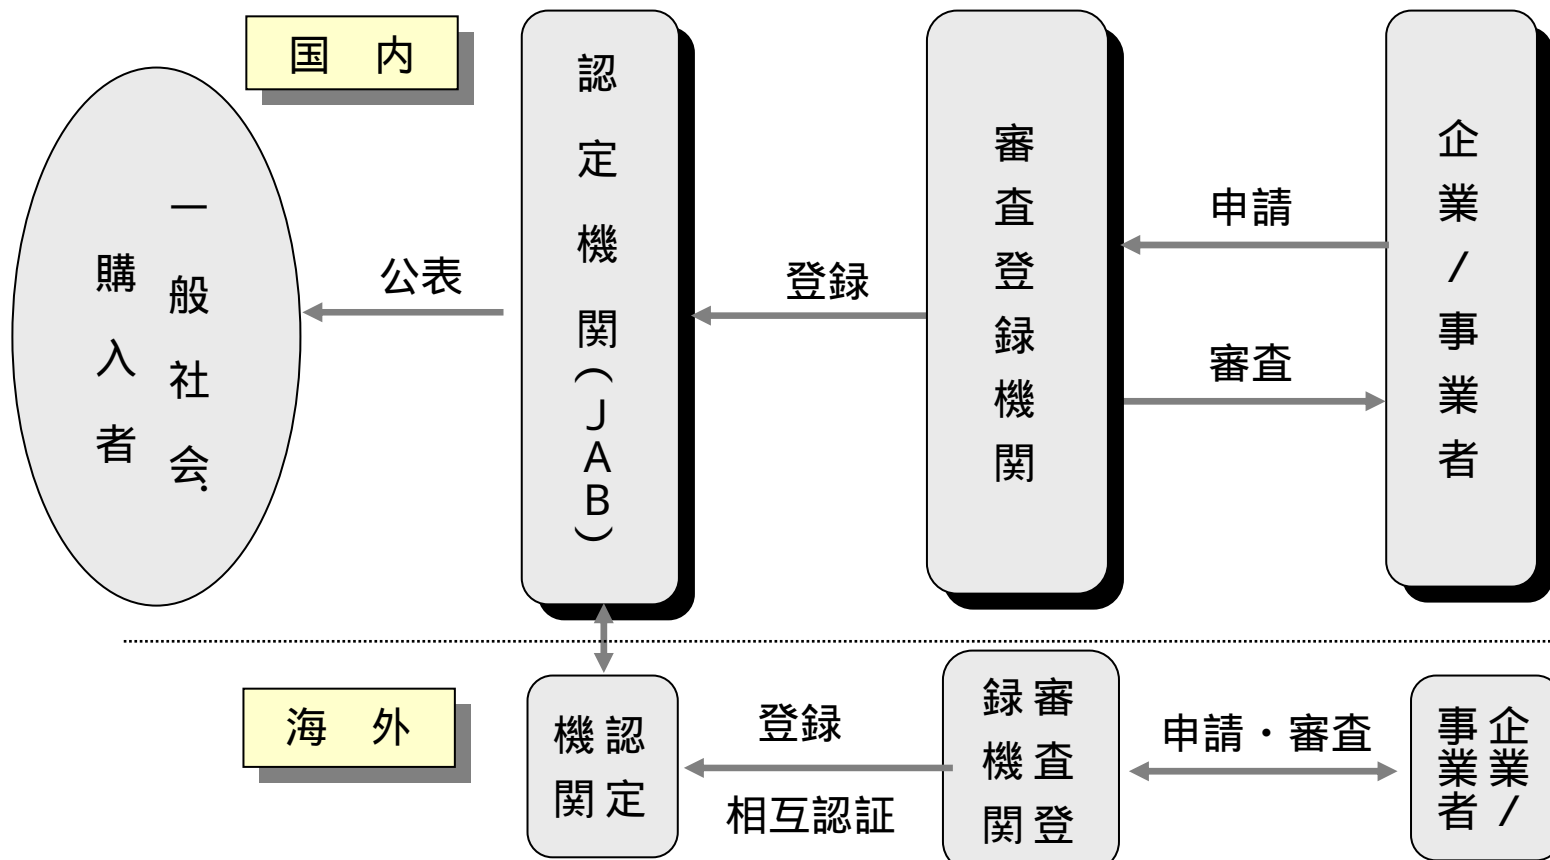 国 内
一般社会・
購入者
公表
認定機関(JAB)
登録
審査登録機関
申請
審査
企業/事業者
海 外
認定
機関
登録
相互認証
審査登
録機関
申請・審査
企業/
事業者